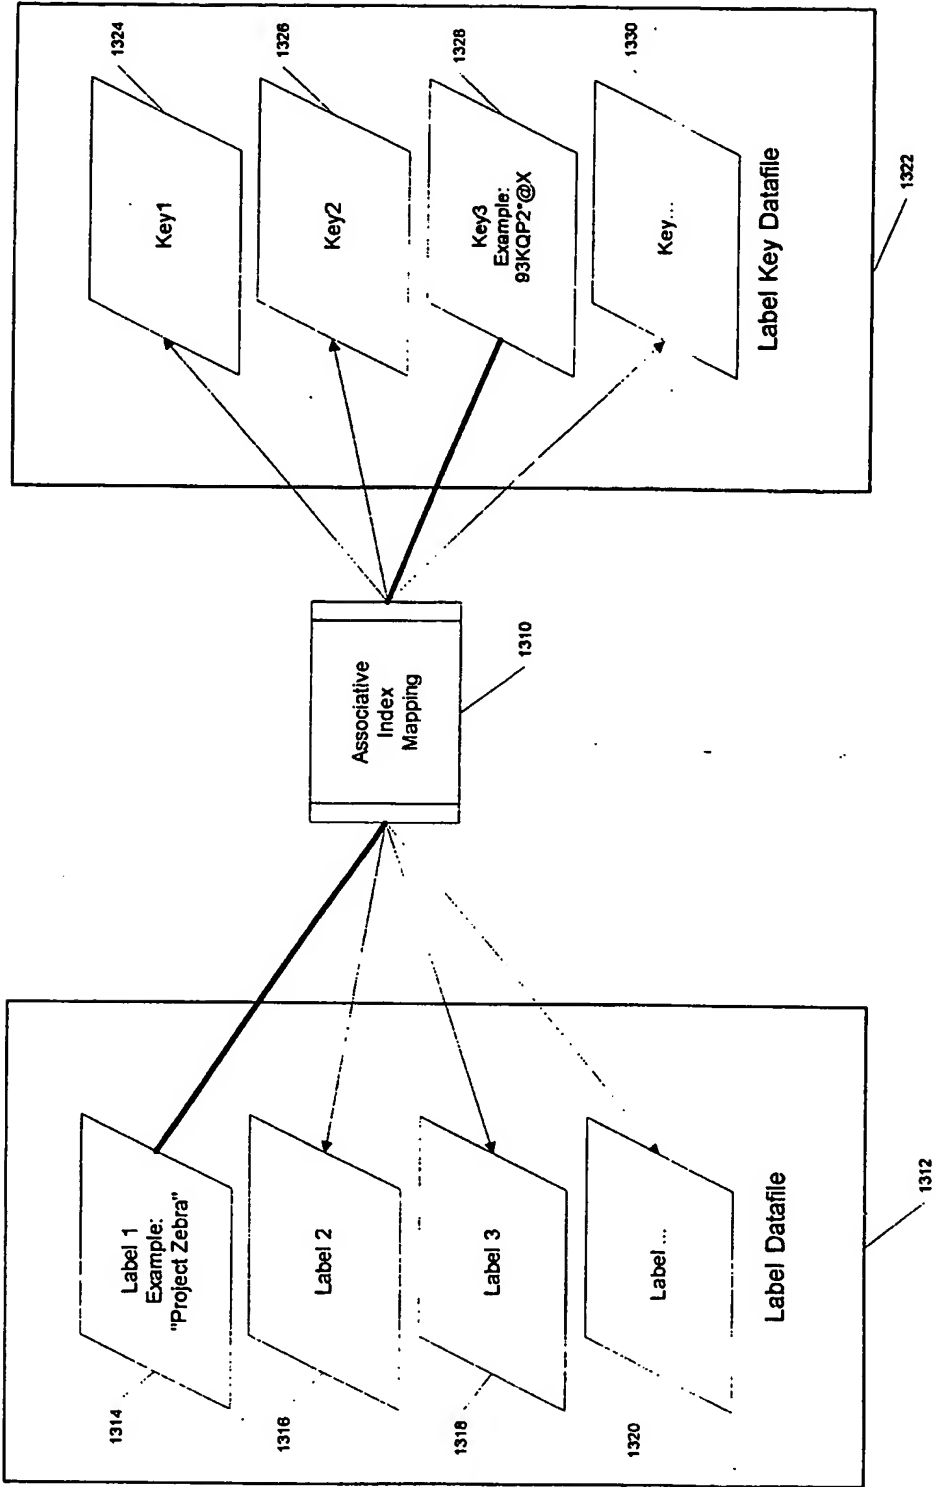 1314
Label 1
Example:
"Project Zebra"
1316
Label 2
1318
Label 3
1320
Label ...
Label Datafile
1312
Associative
Index
Mapping
1310
1324
Key1
1326
Key2
1328
Key3
Example:
93KQP2*@X
1330
Key...
Label Key Datafile
1322